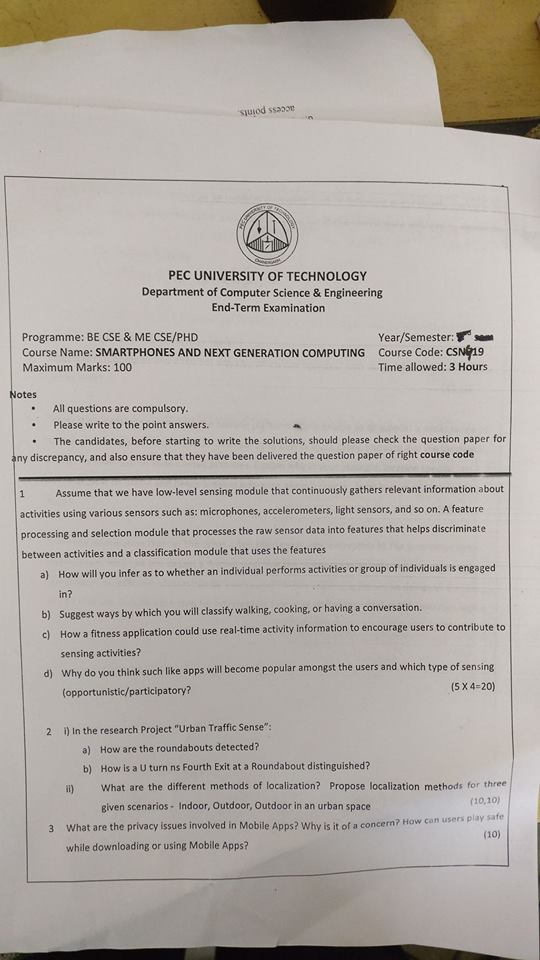 access points.
PEC UNIVERSITY OF TECHNOLOGY
CHANDIGARH
PEC UNIVERSITY OF TECHNOLOGY
Department of Computer Science & Engineering
End-Term Examination
Programme: BE CSE & ME CSE/PHD Year/Semester:
Course Name: SMARTPHONES AND NEXT GENERATION COMPUTING Course Code: CSN419
Maximum Marks: 100 Time allowed: 3 Hours
Notes
• All questions are compulsory.
• Please write to the point answers.
• The candidates, before starting to write the solutions, should please check the question paper for
any discrepancy, and also ensure that they have been delivered the question paper of right course code
1 Assume that we have low-level sensing module that continuously gathers relevant information about
activities using various sensors such as: microphones, accelerometers, light sensors, and so on. A feature
processing and selection module that processes the raw sensor data into features that helps discriminate
between activities and a classification module that uses the features
a) How will you infer as to whether an individual performs activities or group of individuals is engaged
in?
b) Suggest ways by which you will classify walking, cooking, or having a conversation.
c) How a fitness application could use real-time activity information to encourage users to contribute to
sensing activities?
d) Why do you think such like apps will become popular amongst the users and which type of sensing
(opportunistic/participatory? (5 X 4=20)
2 i) In the research Project "Urban Traffic Sense":
a) How are the roundabouts detected?
b) How is a U turn ns Fourth Exit at a Roundabout distinguished?
ii) What are the different methods of localization? Propose localization methods for three
given scenarios - Indoor, Outdoor, Outdoor in an urban space (10,10)
3 What are the privacy issues involved in Mobile Apps? Why is it of a concern? How can users play safe
while downloading or using Mobile Apps? (10)